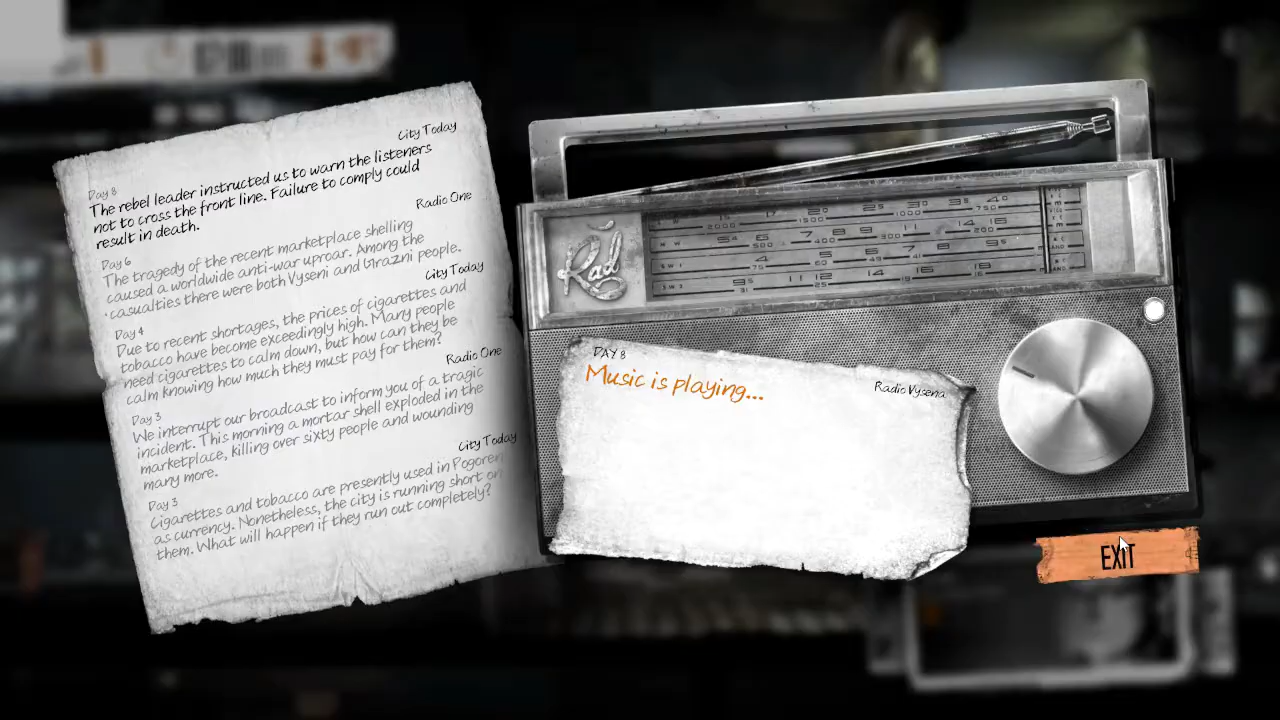 City Today
Day 8
The rebel leader instructed us to warn the listeners
not to cross the front line. Failure to comply could
result in death.
Radio One
Day 6
The tragedy of the recent marketplace shelling
caused a worldwide anti-war uproar. Among the
casualties there were both Vyseni and Grazni people.
City Today
Day 4
Due to recent shortages, the prices of cigarettes and
tobacco have become exceedingly high. Many people
need cigarettes to calm down, but how can they be
calm knowing how much they must pay for them?
Radio One
Day 3
We interrupt our broadcast to inform you of a tragic
incident. This morning a mortar shell exploded in the
marketplace, killing over sixty people and wounding
many more.
City Today
Day 3
Cigarettes and tobacco are presently used in Pogoren
as currency. Nonetheless, the city is running short on
them. What will happen if they run out completely?
Rad
DAY 8
Radio Vysena
Music is playing...
EXIT